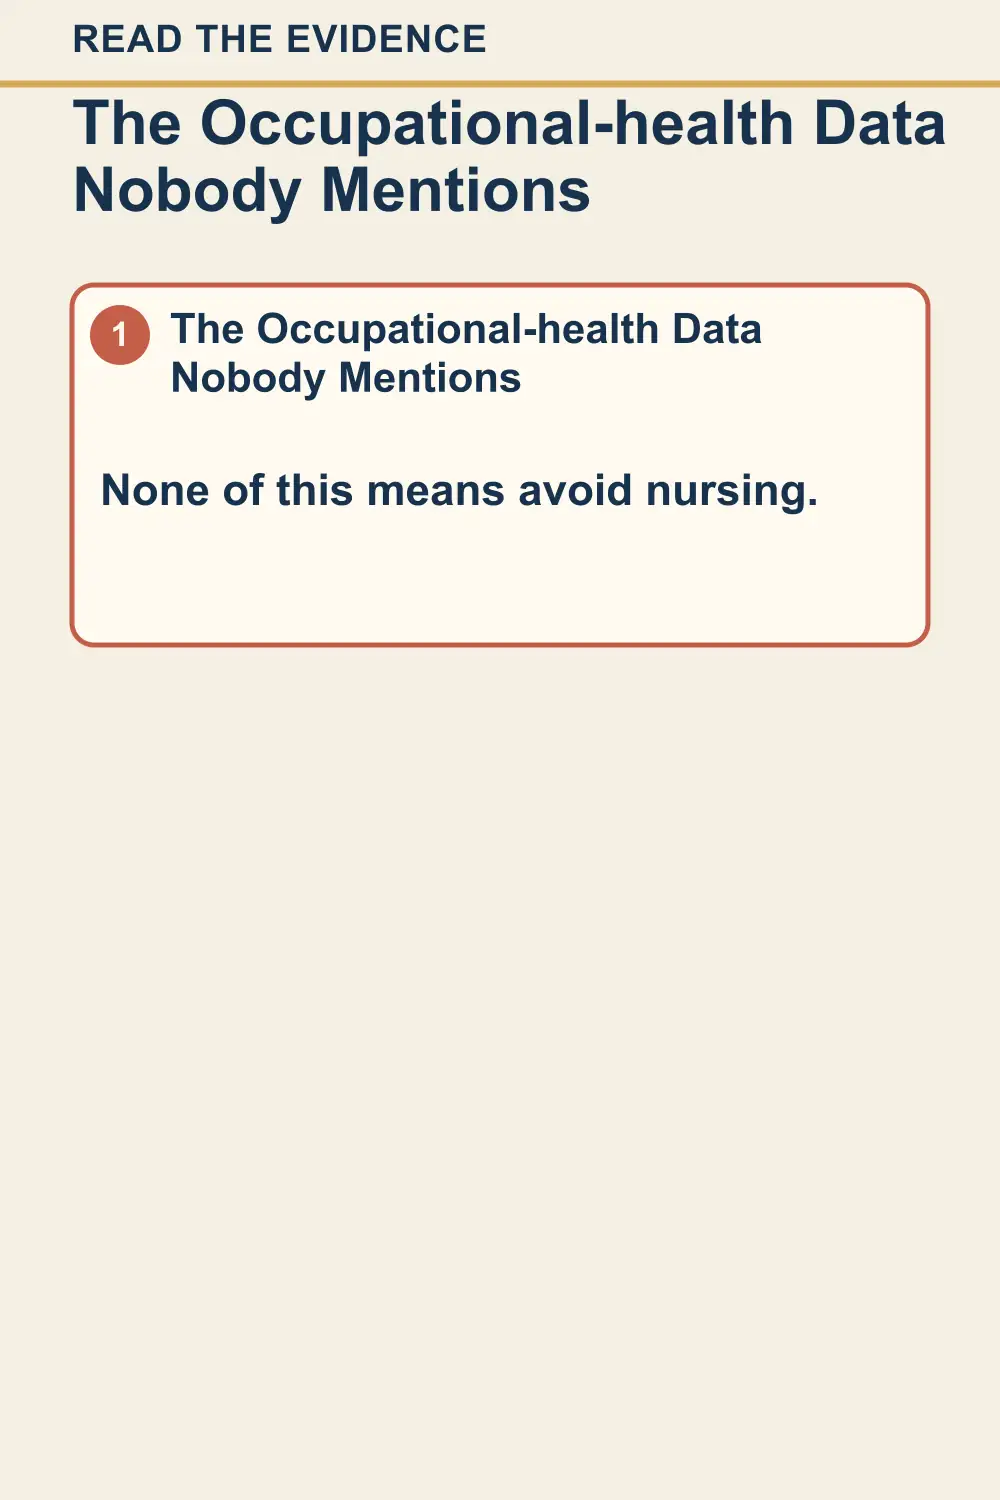 READ THE EVIDENCE
The Occupational-health Data
Nobody Mentions
1
The Occupational-health Data
Nobody Mentions
None of this means avoid nursing.